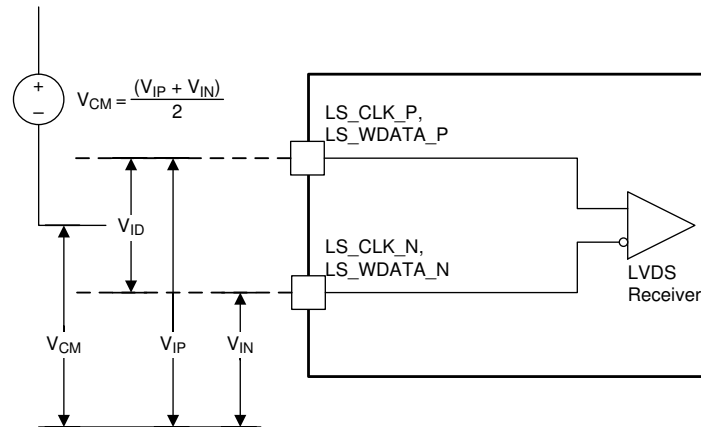 +
–
V_CM = (V_IP + V_IN) / 2
LS_CLK_P,
LS_WDATA_P
V_ID
LS_CLK_N,
LS_WDATA_N
LVDS
Receiver
V_CM
V_IP
V_IN